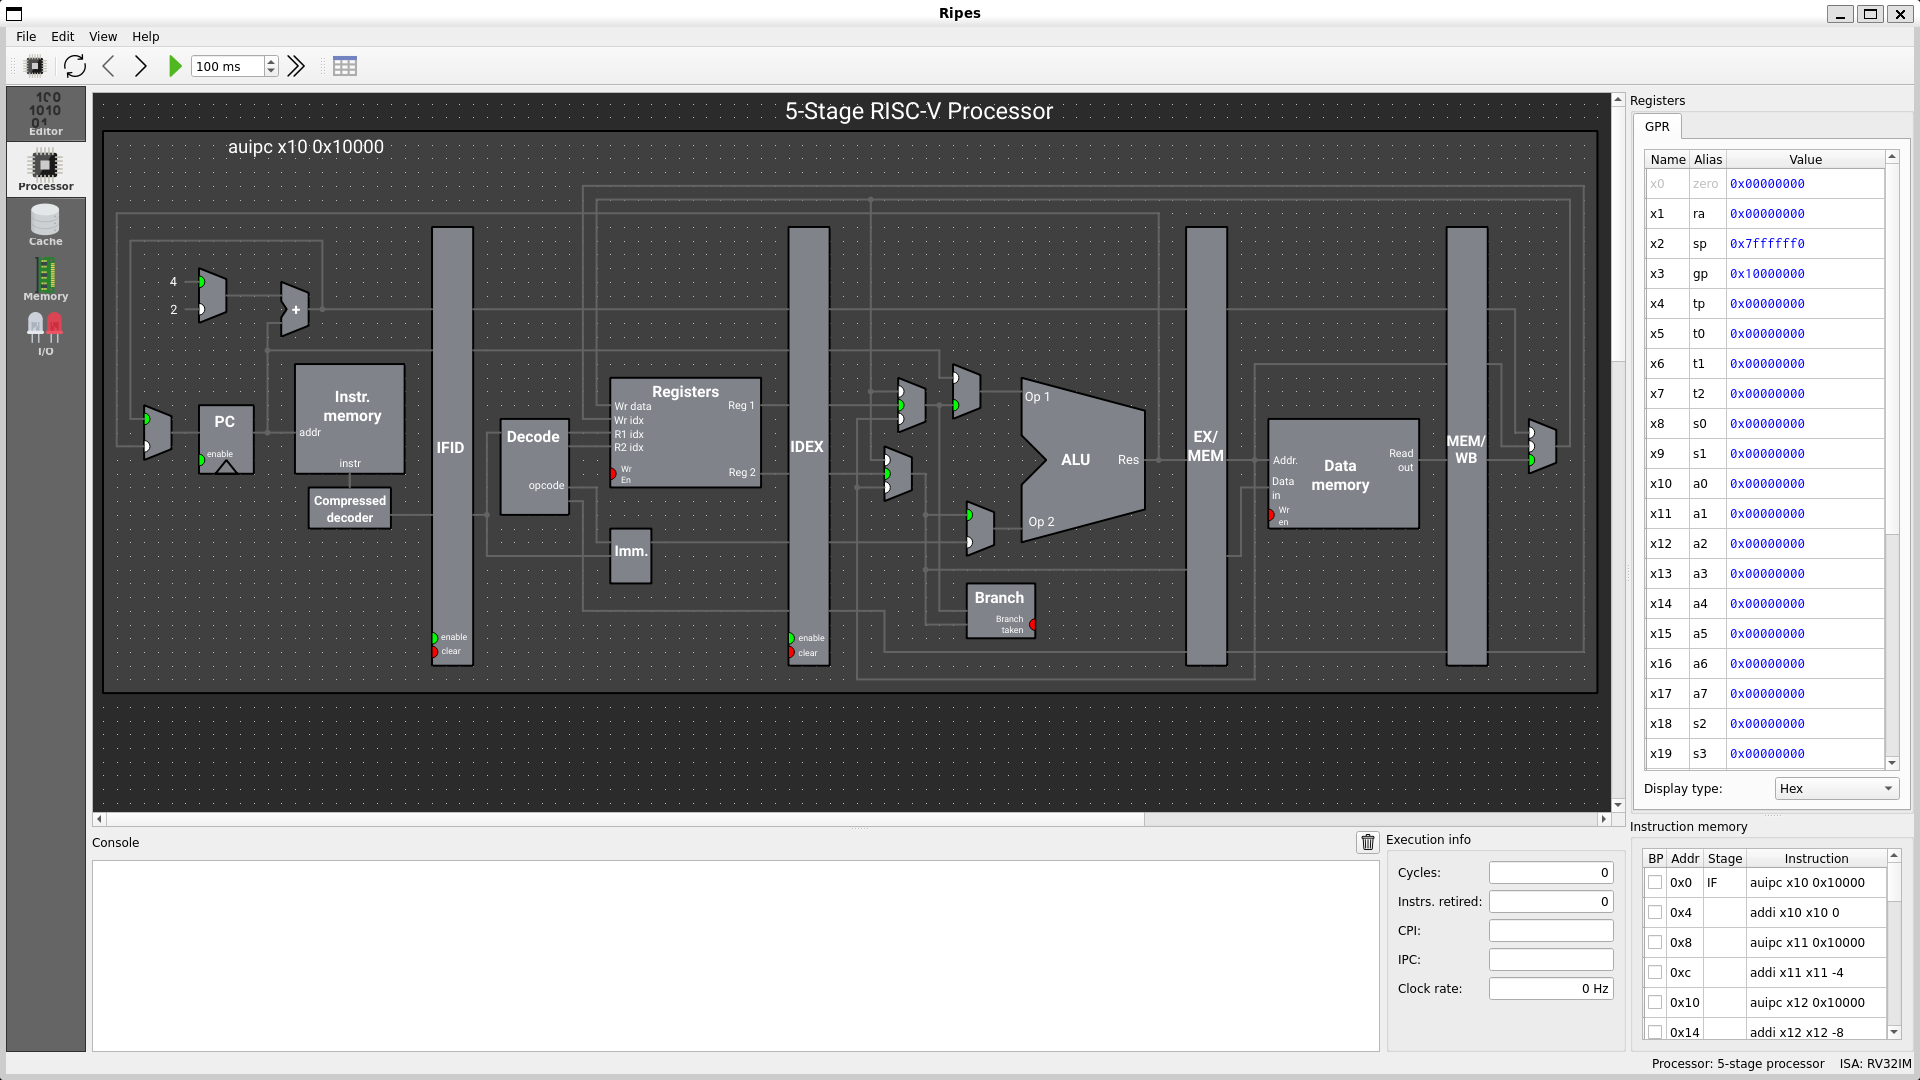 Ripes
File Edit View Help
100 ms
Editor
Processor
Cache
Memory
I/O
5-Stage RISC-V Processor
auipc x10 0x10000
4
2
+
PC
enable
Instr.
memory
addr
instr
Compressed
decoder
IFID
enable
clear
Decode
opcode
Registers
Wr data
Wr idx
R1 idx
R2 idx
Wr
En
Reg 1
Reg 2
Imm.
IDEX
enable
clear
Op 1
ALU
Res
Op 2
Branch
Branch
taken
EX/
MEM
Addr.
Data
in
Wr
en
Data
memory
Read
out
MEM/
WB
Console
Execution info
Cycles: 0
Instrs. retired: 0
CPI:
IPC:
Clock rate: 0 Hz
Registers
GPR
Name Alias Value
x0 zero 0x00000000
x1 ra 0x00000000
x2 sp 0x7ffffff0
x3 gp 0x10000000
x4 tp 0x00000000
x5 t0 0x00000000
x6 t1 0x00000000
x7 t2 0x00000000
x8 s0 0x00000000
x9 s1 0x00000000
x10 a0 0x00000000
x11 a1 0x00000000
x12 a2 0x00000000
x13 a3 0x00000000
x14 a4 0x00000000
x15 a5 0x00000000
x16 a6 0x00000000
x17 a7 0x00000000
x18 s2 0x00000000
x19 s3 0x00000000
Display type: Hex
Instruction memory
BP Addr Stage Instruction
0x0 IF auipc x10 0x10000
0x4 addi x10 x10 0
0x8 auipc x11 0x10000
0xc addi x11 x11 -4
0x10 auipc x12 0x10000
0x14 addi x12 x12 -8
Processor: 5-stage processor ISA: RV32IM